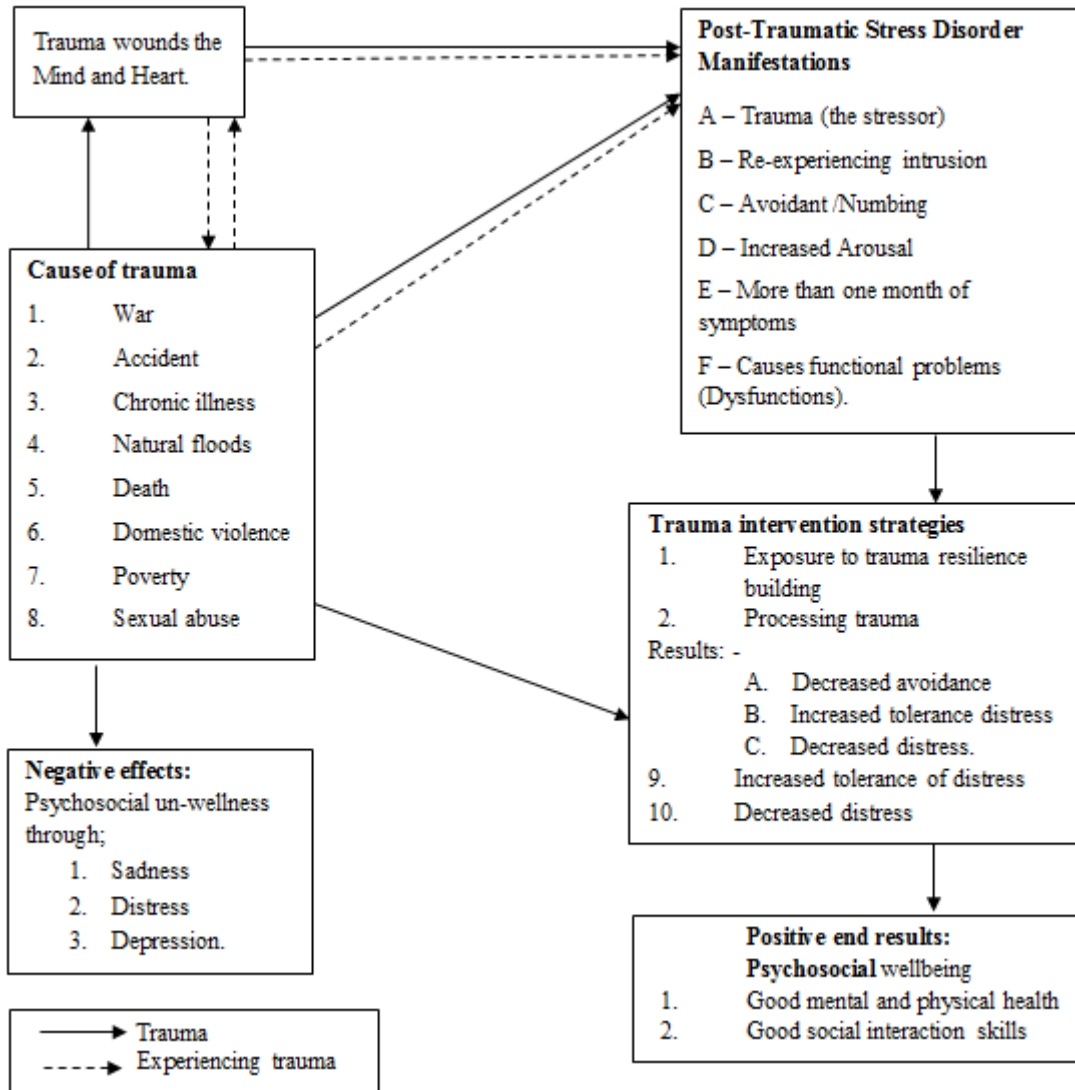 Trauma wounds the
Mind and Heart.
Post-Traumatic Stress Disorder
Manifestations
A – Trauma (the stressor)
B – Re-experiencing intrusion
C – Avoidant /Numbing
D – Increased Arousal
E – More than one month of
symptoms
F – Causes functional problems
(Dysfunctions).
Cause of trauma
1. War
2. Accident
3. Chronic illness
4. Natural floods
5. Death
6. Domestic violence
7. Poverty
8. Sexual abuse
Trauma intervention strategies
1. Exposure to trauma resilience
building
2. Processing trauma
Results: -
A. Decreased avoidance
B. Increased tolerance distress
C. Decreased distress.
9. Increased tolerance of distress
10. Decreased distress
Negative effects:
Psychosocial un-wellness
through;
1. Sadness
2. Distress
3. Depression.
Positive end results:
Psychosocial wellbeing
1. Good mental and physical health
2. Good social interaction skills
Trauma
Experiencing trauma